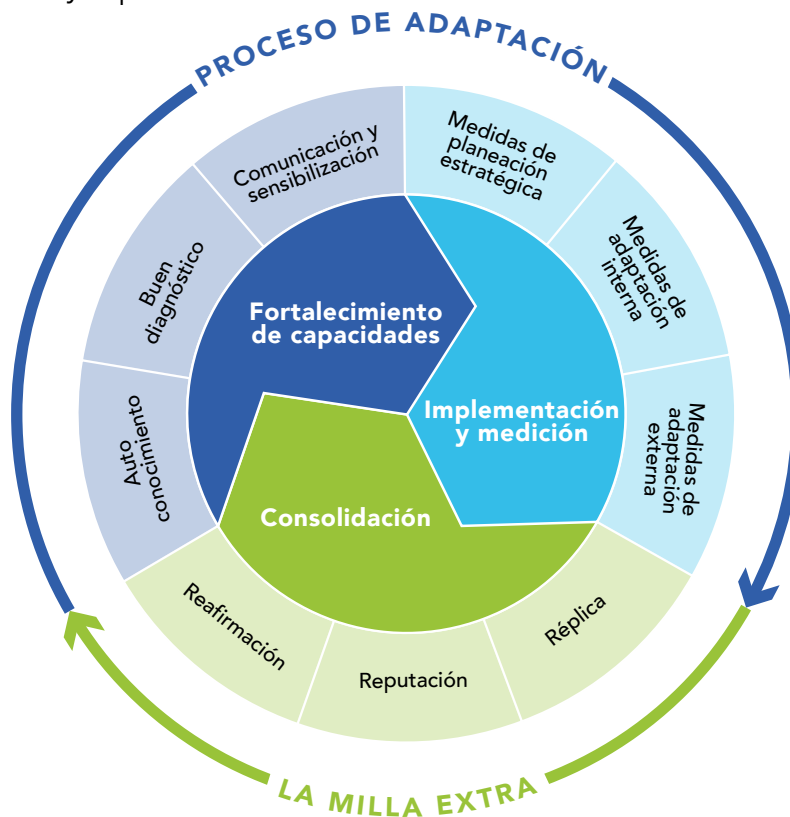 PROCESO DE ADAPTACIÓN
Comunicación y
sensibilización
Medidas de
planeación
estratégica
Buen
diagnóstico
Medidas de
adaptación
interna
Fortalecimiento
de capacidades
Implementación
y medición
Auto
conocimiento
Medidas de
adaptación
externa
Consolidación
Reafirmación
Réplica
Reputación
LA MILLA EXTRA